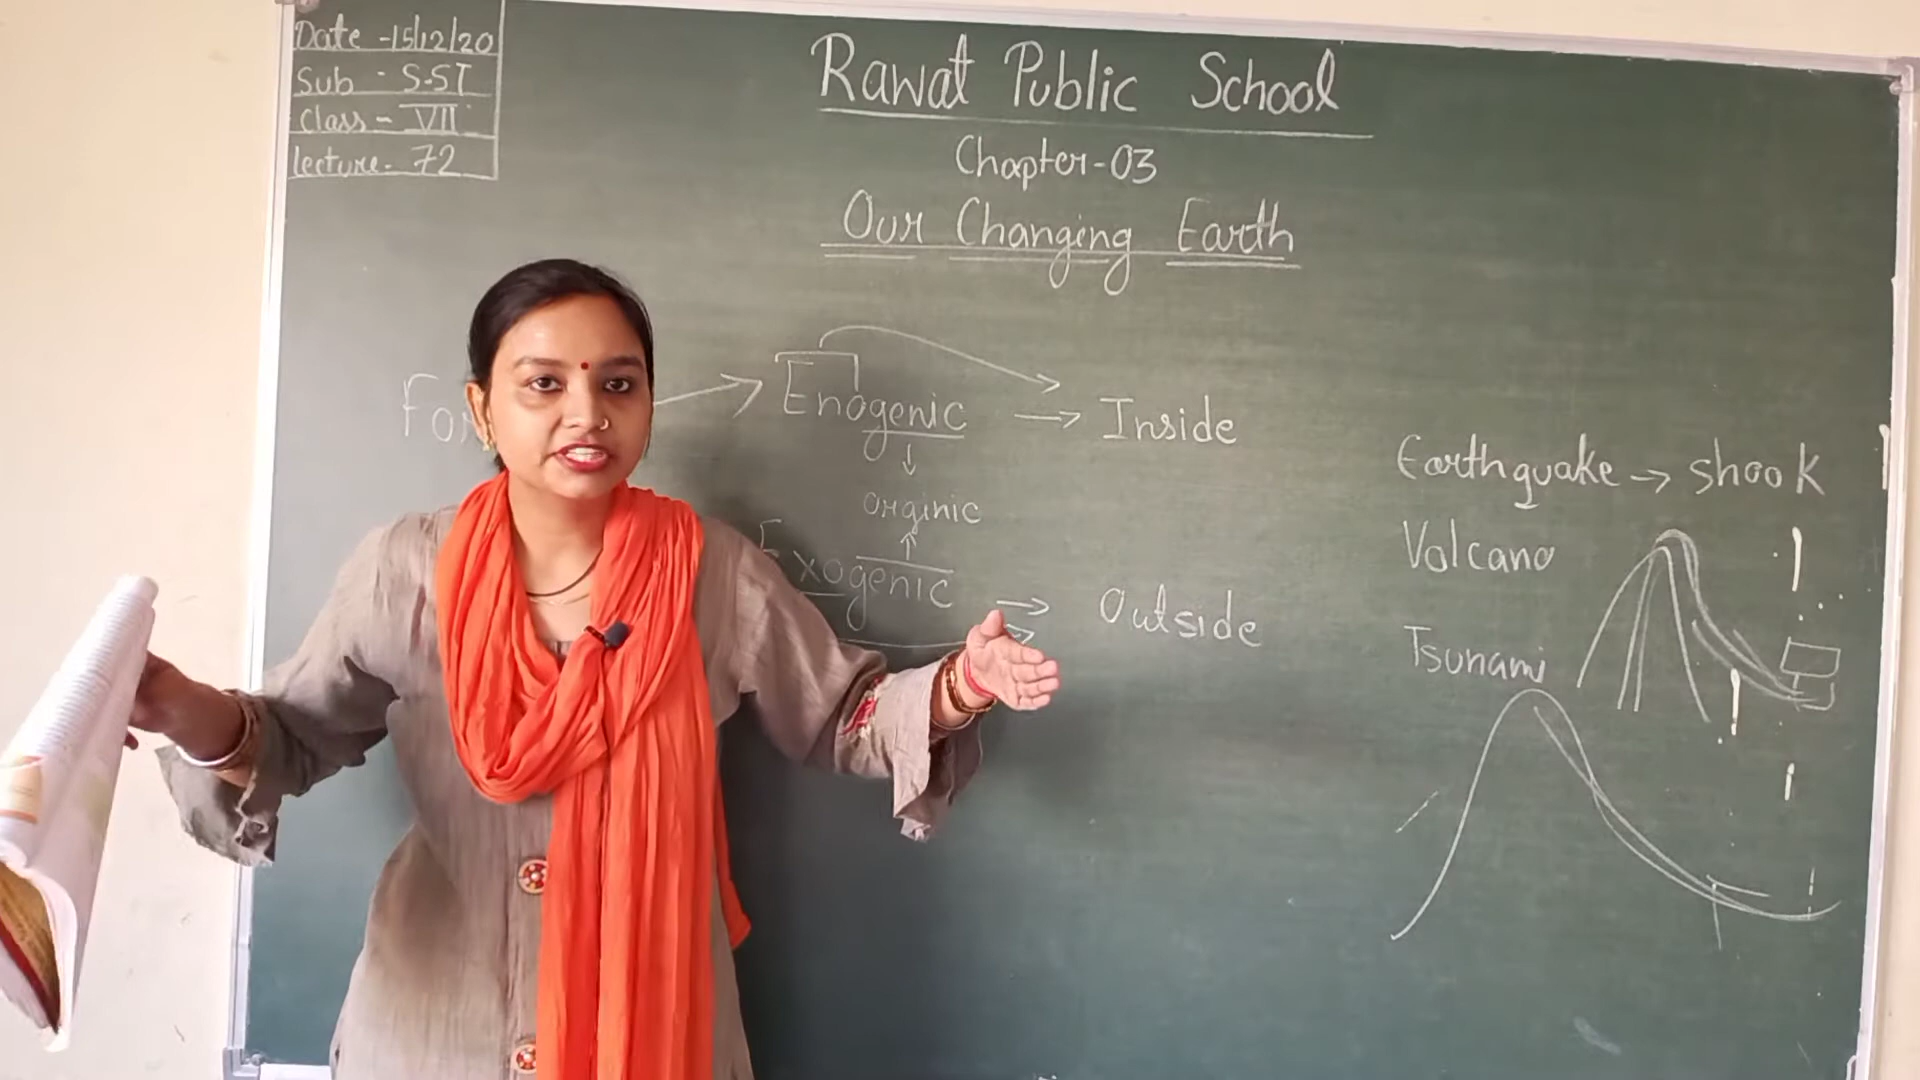 Date - 15/12/20
Sub - S.ST
Class - VII
lecture - 72
Rawat Public School
Chapter-03
Our Changing Earth
Enogenic → Inside
orginic
Exogenic → Outside
Earthquake → shook
Volcano
Tsunami